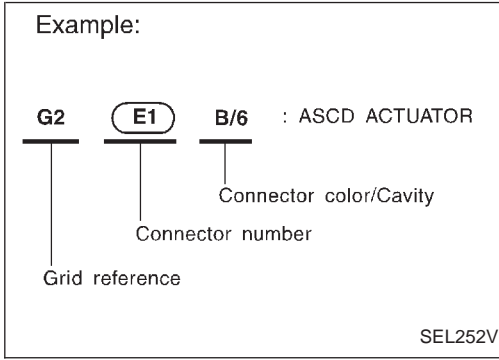 Example:
G2 E1 B/6 : ASCD ACTUATOR
Connector color/Cavity
Connector number
Grid reference
SEL252V